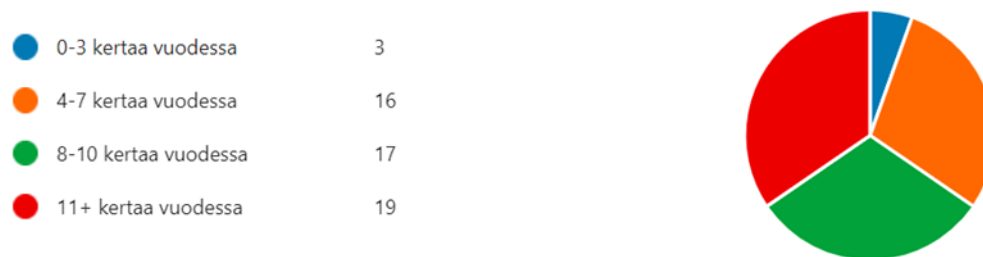 0-3 kertaa vuodessa 3
4-7 kertaa vuodessa 16
8-10 kertaa vuodessa 17
11+ kertaa vuodessa 19